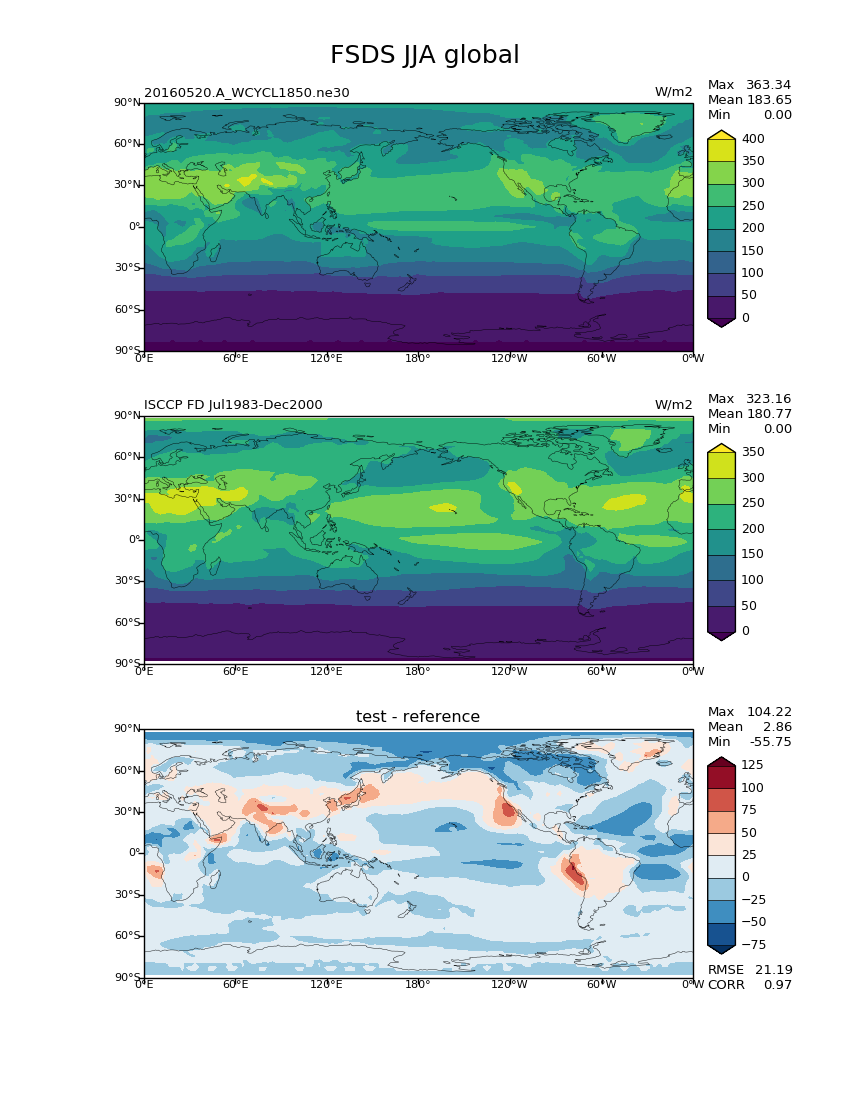 FSDS JJA global
20160520.A_WCYCL1850.ne30 W/m2
Max 363.34
Mean 183.65
Min 0.00
90°N
60°N
30°N
0°
30°S
60°S
90°S
0°E 60°E 120°E 180° 120°W 60°W 0°W
400
350
300
250
200
150
100
50
0
ISCCP FD Jul1983-Dec2000 W/m2
Max 323.16
Mean 180.77
Min 0.00
90°N
60°N
30°N
0°
30°S
60°S
90°S
0°E 60°E 120°E 180° 120°W 60°W 0°W
350
300
250
200
150
100
50
0
test - reference
Max 104.22
Mean 2.86
Min -55.75
90°N
60°N
30°N
0°
30°S
60°S
90°S
0°E 60°E 120°E 180° 120°W 60°W 0°W
125
100
75
50
25
0
−25
−50
−75
RMSE 21.19
CORR 0.97